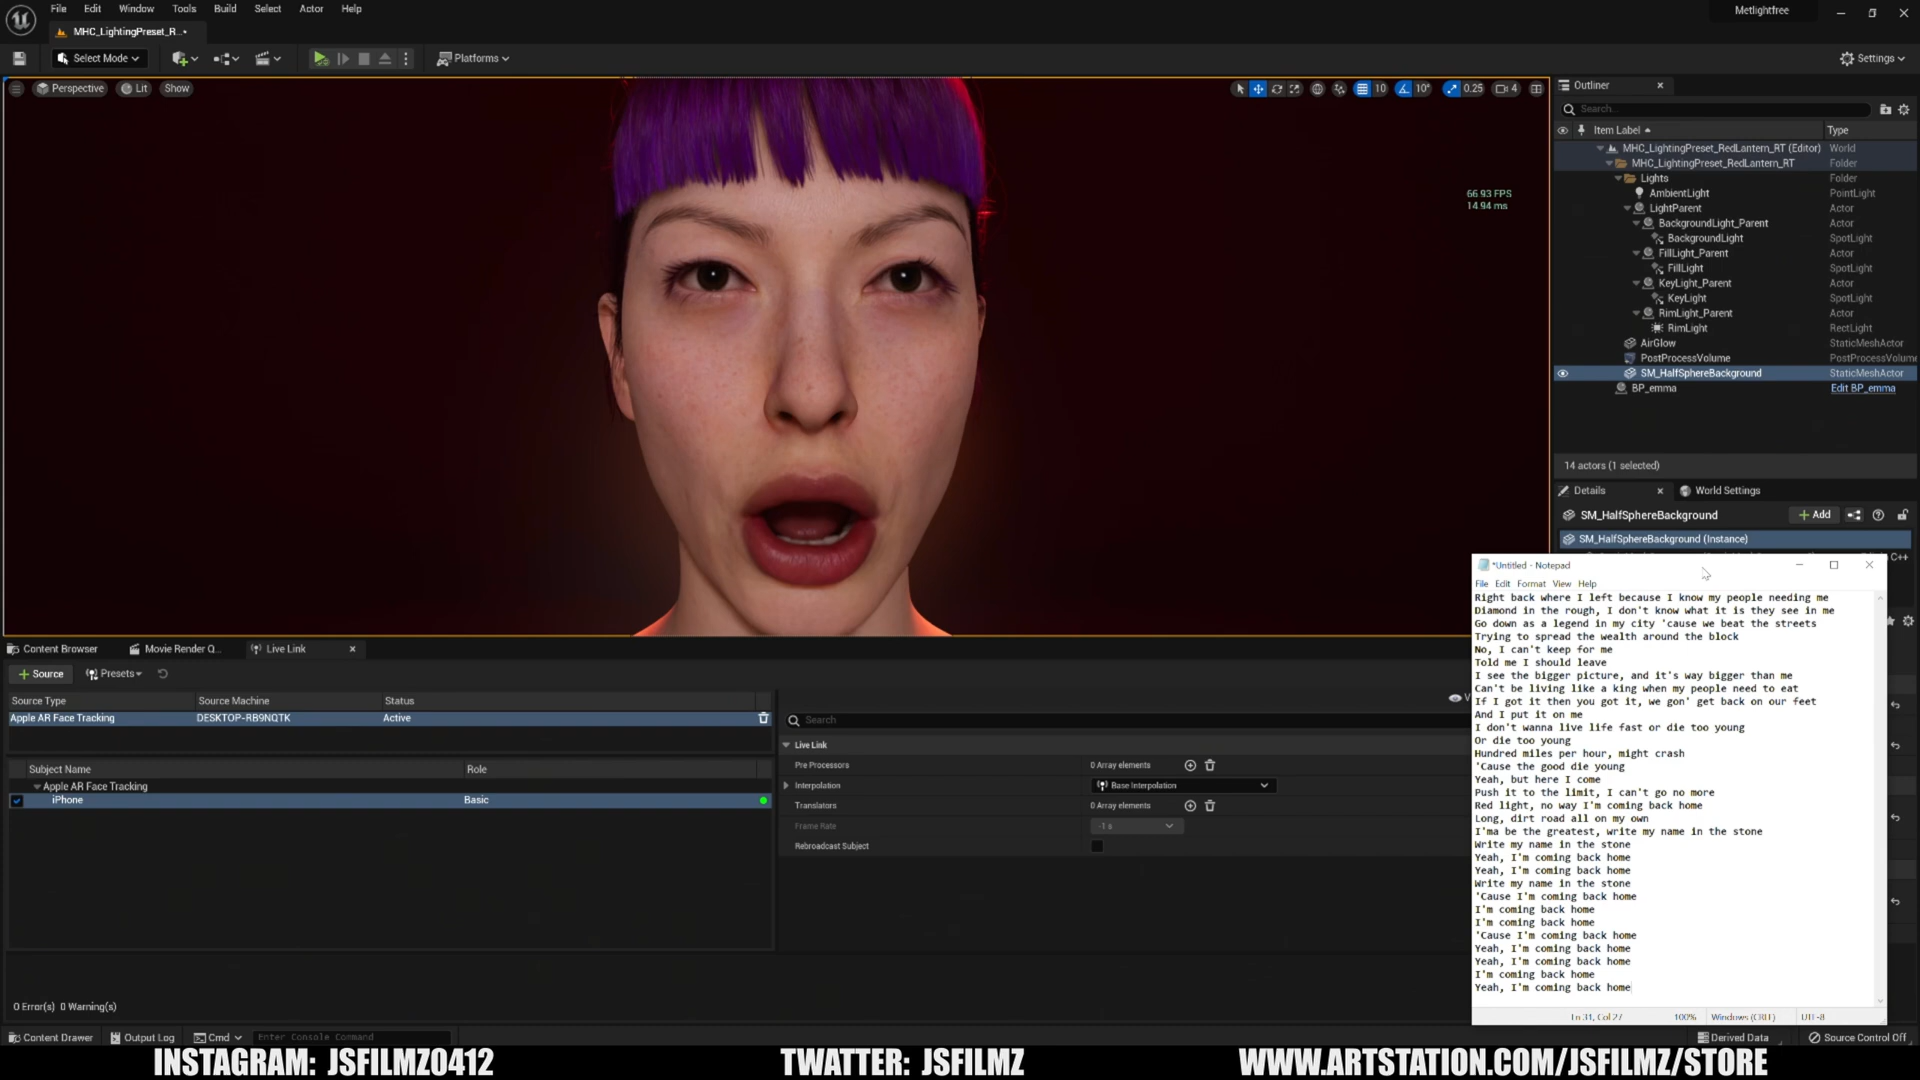 File Edit Window Tools Build Select Actor Help
Metlightfree
MHC_LightingPreset_R...•
Select Mode
Platforms
Settings
Perspective Lit Show
10 10° 0.25 4
66.93 FPS
14.94 ms
Outliner
Search...
Item Label Type
MHC_LightingPreset_RedLantern_RT (Editor) World
MHC_LightingPreset_RedLantern_RT Folder
Lights Folder
AmbientLight PointLight
LightParent Actor
BackgroundLight_Parent Actor
BackgroundLight SpotLight
FillLight_Parent Actor
FillLight SpotLight
KeyLight_Parent Actor
KeyLight SpotLight
RimLight_Parent Actor
RimLight RectLight
AirGlow StaticMeshActor
PostProcessVolume PostProcessVolume
SM_HalfSphereBackground StaticMeshActor
BP_emma Edit BP_emma
14 actors (1 selected)
Details World Settings
SM_HalfSphereBackground
+ Add
SM_HalfSphereBackground (Instance)
C++
*Untitled - Notepad
File Edit Format View Help
Right back where I left because I know my people needing me
Diamond in the rough, I don't know what it is they see in me
Go down as a legend in my city 'cause we beat the streets
Trying to spread the wealth around the block
No, I can't keep for me
Told me I should leave
I see the bigger picture, and it's way bigger than me
Can't be living like a king when my people need to eat
If I got it then you got it, we gon' get back on our feet
And I put it on me
I don't wanna live life fast or die too young
Or die too young
Hundred miles per hour, might crash
'Cause the good die young
Yeah, but here I come
Push it to the limit, I can't go no more
Red light, no way I'm coming back home
Long, dirt road all on my own
I'ma be the greatest, write my name in the stone
Write my name in the stone
Yeah, I'm coming back home
Yeah, I'm coming back home
Write my name in the stone
'Cause I'm coming back home
I'm coming back home
I'm coming back home
'Cause I'm coming back home
Yeah, I'm coming back home
Yeah, I'm coming back home
I'm coming back home
Yeah, I'm coming back home
Ln 31, Col 27 100% Windows (CRLF) UTF-8
Content Browser Movie Render Q... Live Link
+ Source Presets
Source Type Source Machine Status
Apple AR Face Tracking DESKTOP-RB9NQTK Active
Subject Name Role
Apple AR Face Tracking
iPhone Basic
Search
Live Link
Pre Processors 0 Array elements
Interpolation Base Interpolation
Translators 0 Array elements
Frame Rate -1 s
Rebroadcast Subject
0 Error(s) 0 Warning(s)
Content Drawer Output Log Cmd Enter Console Command
Derived Data Source Control Off
INSTAGRAM: JSFILMZ0412 TWATTER: JSFILMZ WWW.ARTSTATION.COM/JSFILMZ/STORE